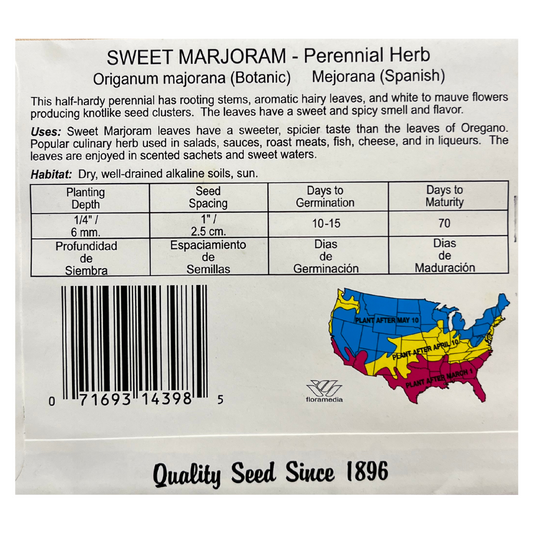 SWEET MARJORAM - Perennial Herb
Origanum majorana (Botanic) Mejorana (Spanish)
This half-hardy perennial has rooting stems, aromatic hairy leaves, and white to mauve flowers
producing knotlike seed clusters. The leaves have a sweet and spicy smell and flavor.
Uses: Sweet Marjoram leaves have a sweeter, spicier taste than the leaves of Oregano.
Popular culinary herb used in salads, sauces, roast meats, fish, cheese, and in liqueurs. The
leaves are enjoyed in scented sachets and sweet waters.
Habitat: Dry, well-drained alkaline soils, sun.
Planting Seed Days to Days to
Depth Spacing Germination Maturity
1/4" / 1" / 10-15 70
6 mm. 2.5 cm.
Profundidad Espaciamiento Dias Dias
de de de de
Siembra Semillas Germinación Maduración
PLANT AFTER MAY 10
PLANT AFTER APRIL 10
PLANT AFTER MARCH 1
floramedia
0 71693 14398 5
Quality Seed Since 1896